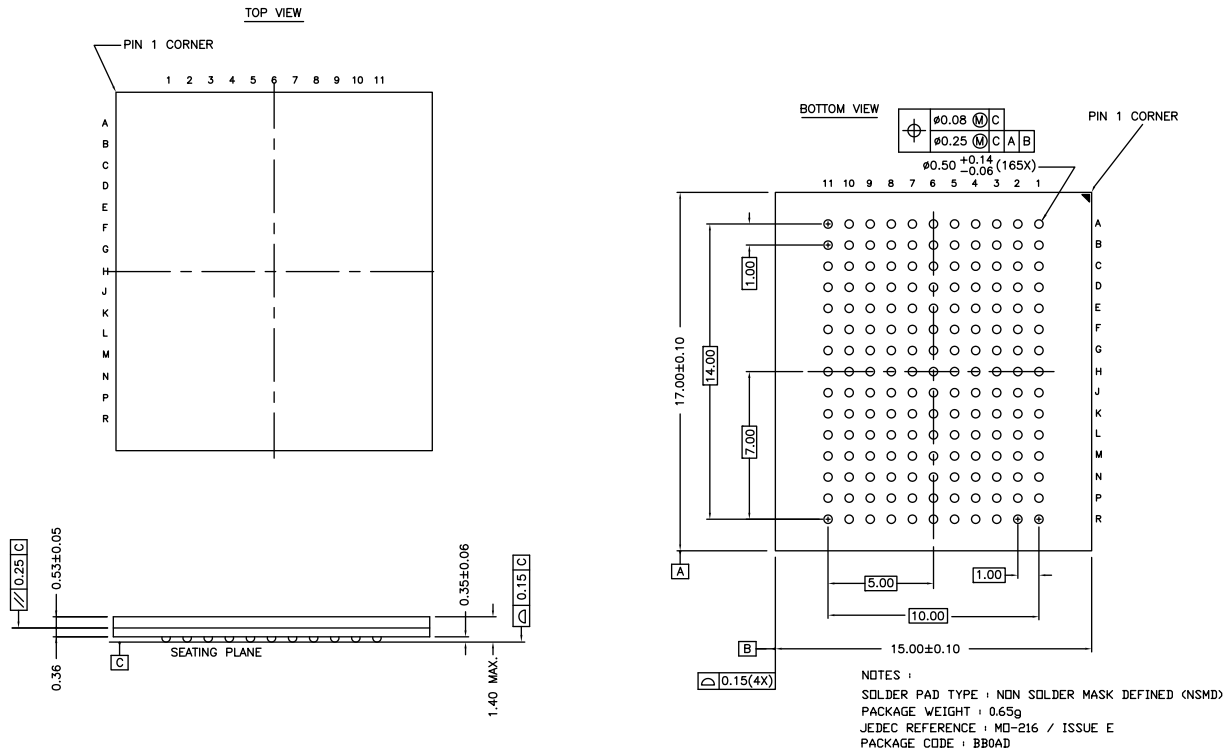 TOP VIEW
PIN 1 CORNER
1 2 3 4 5 6 7 8 9 10 11
A
B
C
D
E
F
G
H
J
K
L
M
N
P
R
BOTTOM VIEW
ø0.08 Ⓜ C
ø0.25 Ⓜ C A B
PIN 1 CORNER
ø0.50 +0.14 -0.06 (165X)
11 10 9 8 7 6 5 4 3 2 1
A
B
C
D
E
F
G
H
J
K
L
M
N
P
R
1.00
17.00±0.10
14.00
7.00
A
5.00
1.00
10.00
B
15.00±0.10
0.15(4X)
// 0.25 C
0.53±0.05
0.36
C
SEATING PLANE
0.35±0.06
0.15 C
1.40 MAX.
NOTES :
SOLDER PAD TYPE : NON SOLDER MASK DEFINED (NSMD)
PACKAGE WEIGHT : 0.65g
JEDEC REFERENCE : MO-216 / ISSUE E
PACKAGE CODE : BB0AD